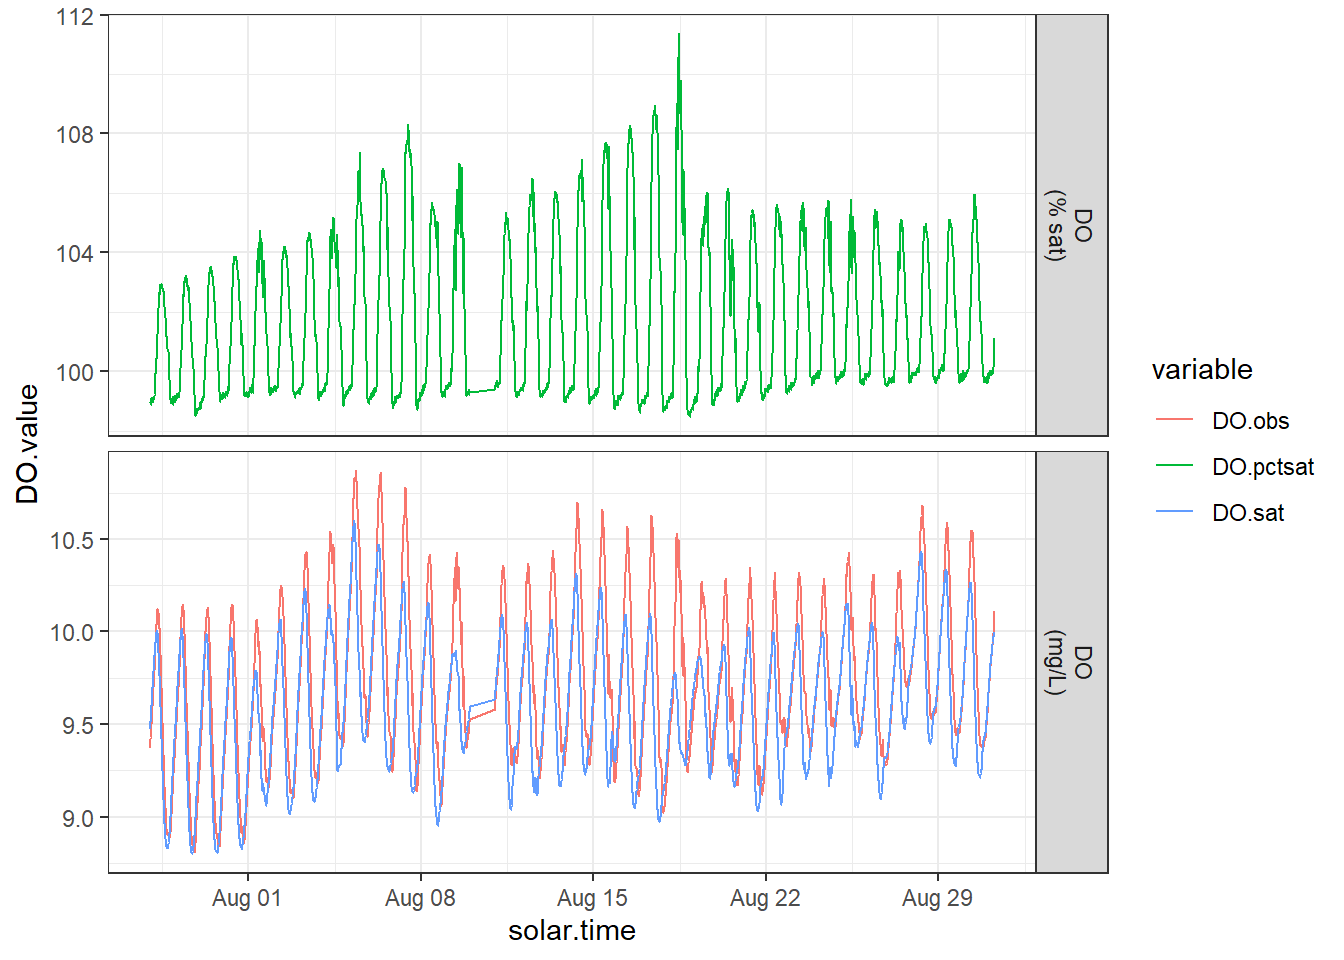 112
108
104
100
DO
(% sat)
10.5
10.0
9.5
9.0
DO
(mg/L)
DO.value
Aug 01
Aug 08
Aug 15
Aug 22
Aug 29
solar.time
variable
DO.obs
DO.pctsat
DO.sat